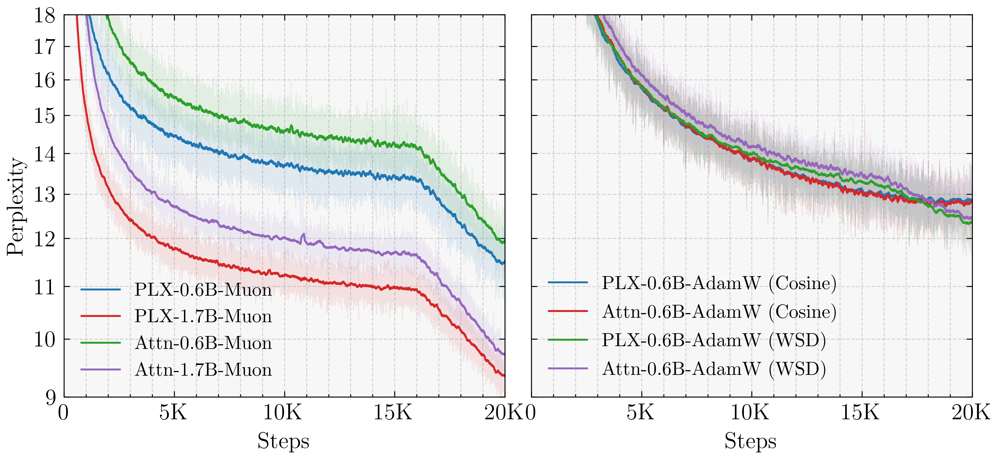 Perplexity
18
17
16
15
14
13
12
11
10
9
PLX-0.6B-Muon
PLX-1.7B-Muon
Attn-0.6B-Muon
Attn-1.7B-Muon
0 5K 10K 15K 20K
Steps
PLX-0.6B-AdamW (Cosine)
Attn-0.6B-AdamW (Cosine)
PLX-0.6B-AdamW (WSD)
Attn-0.6B-AdamW (WSD)
0 5K 10K 15K 20K
Steps